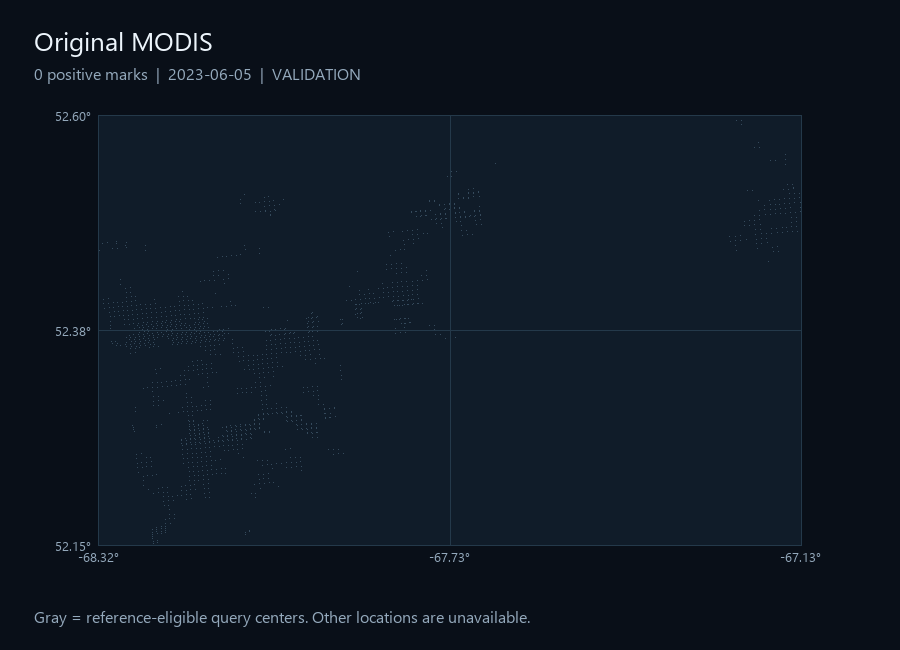 Original MODIS
0 positive marks | 2023-06-05 | VALIDATION
52.60°
52.38°
52.15°
-68.32°
-67.73°
-67.13°
Gray = reference-eligible query centers. Other locations are unavailable.